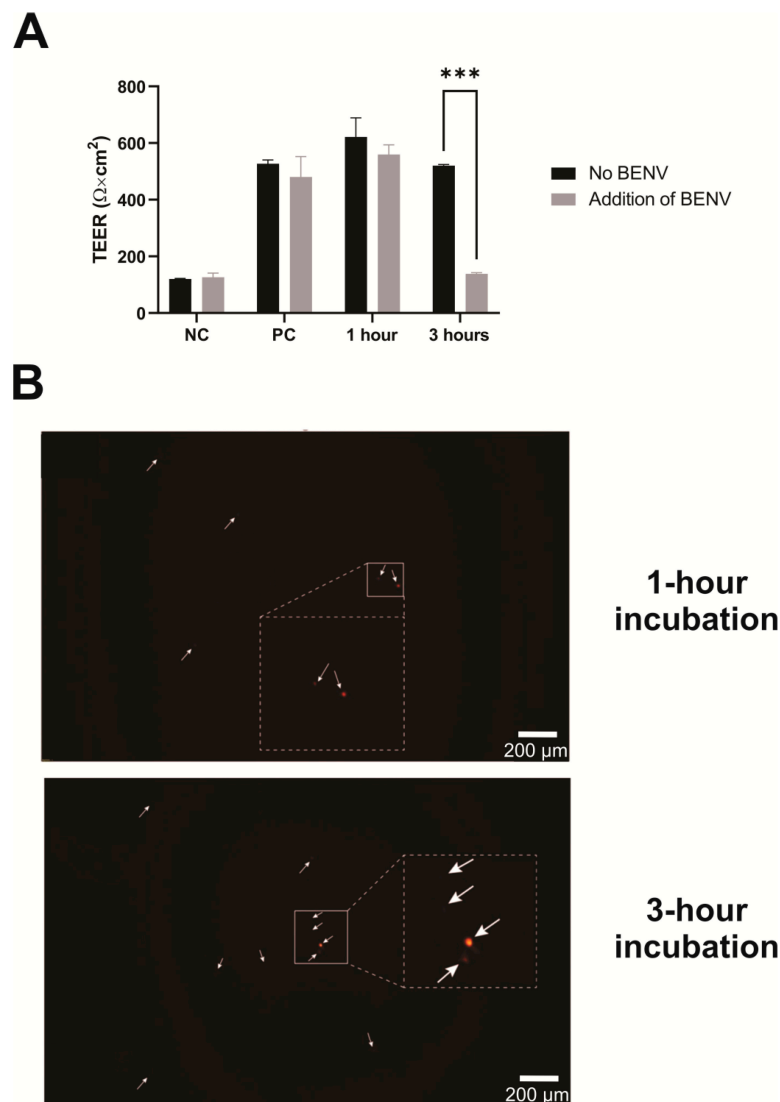 A
***
800
600
400
200
0
TEER (Ω×cm²)
NC PC 1 hour 3 hours
No BENV
Addition of BENV
B
200 µm
1-hour
incubation
200 µm
3-hour
incubation